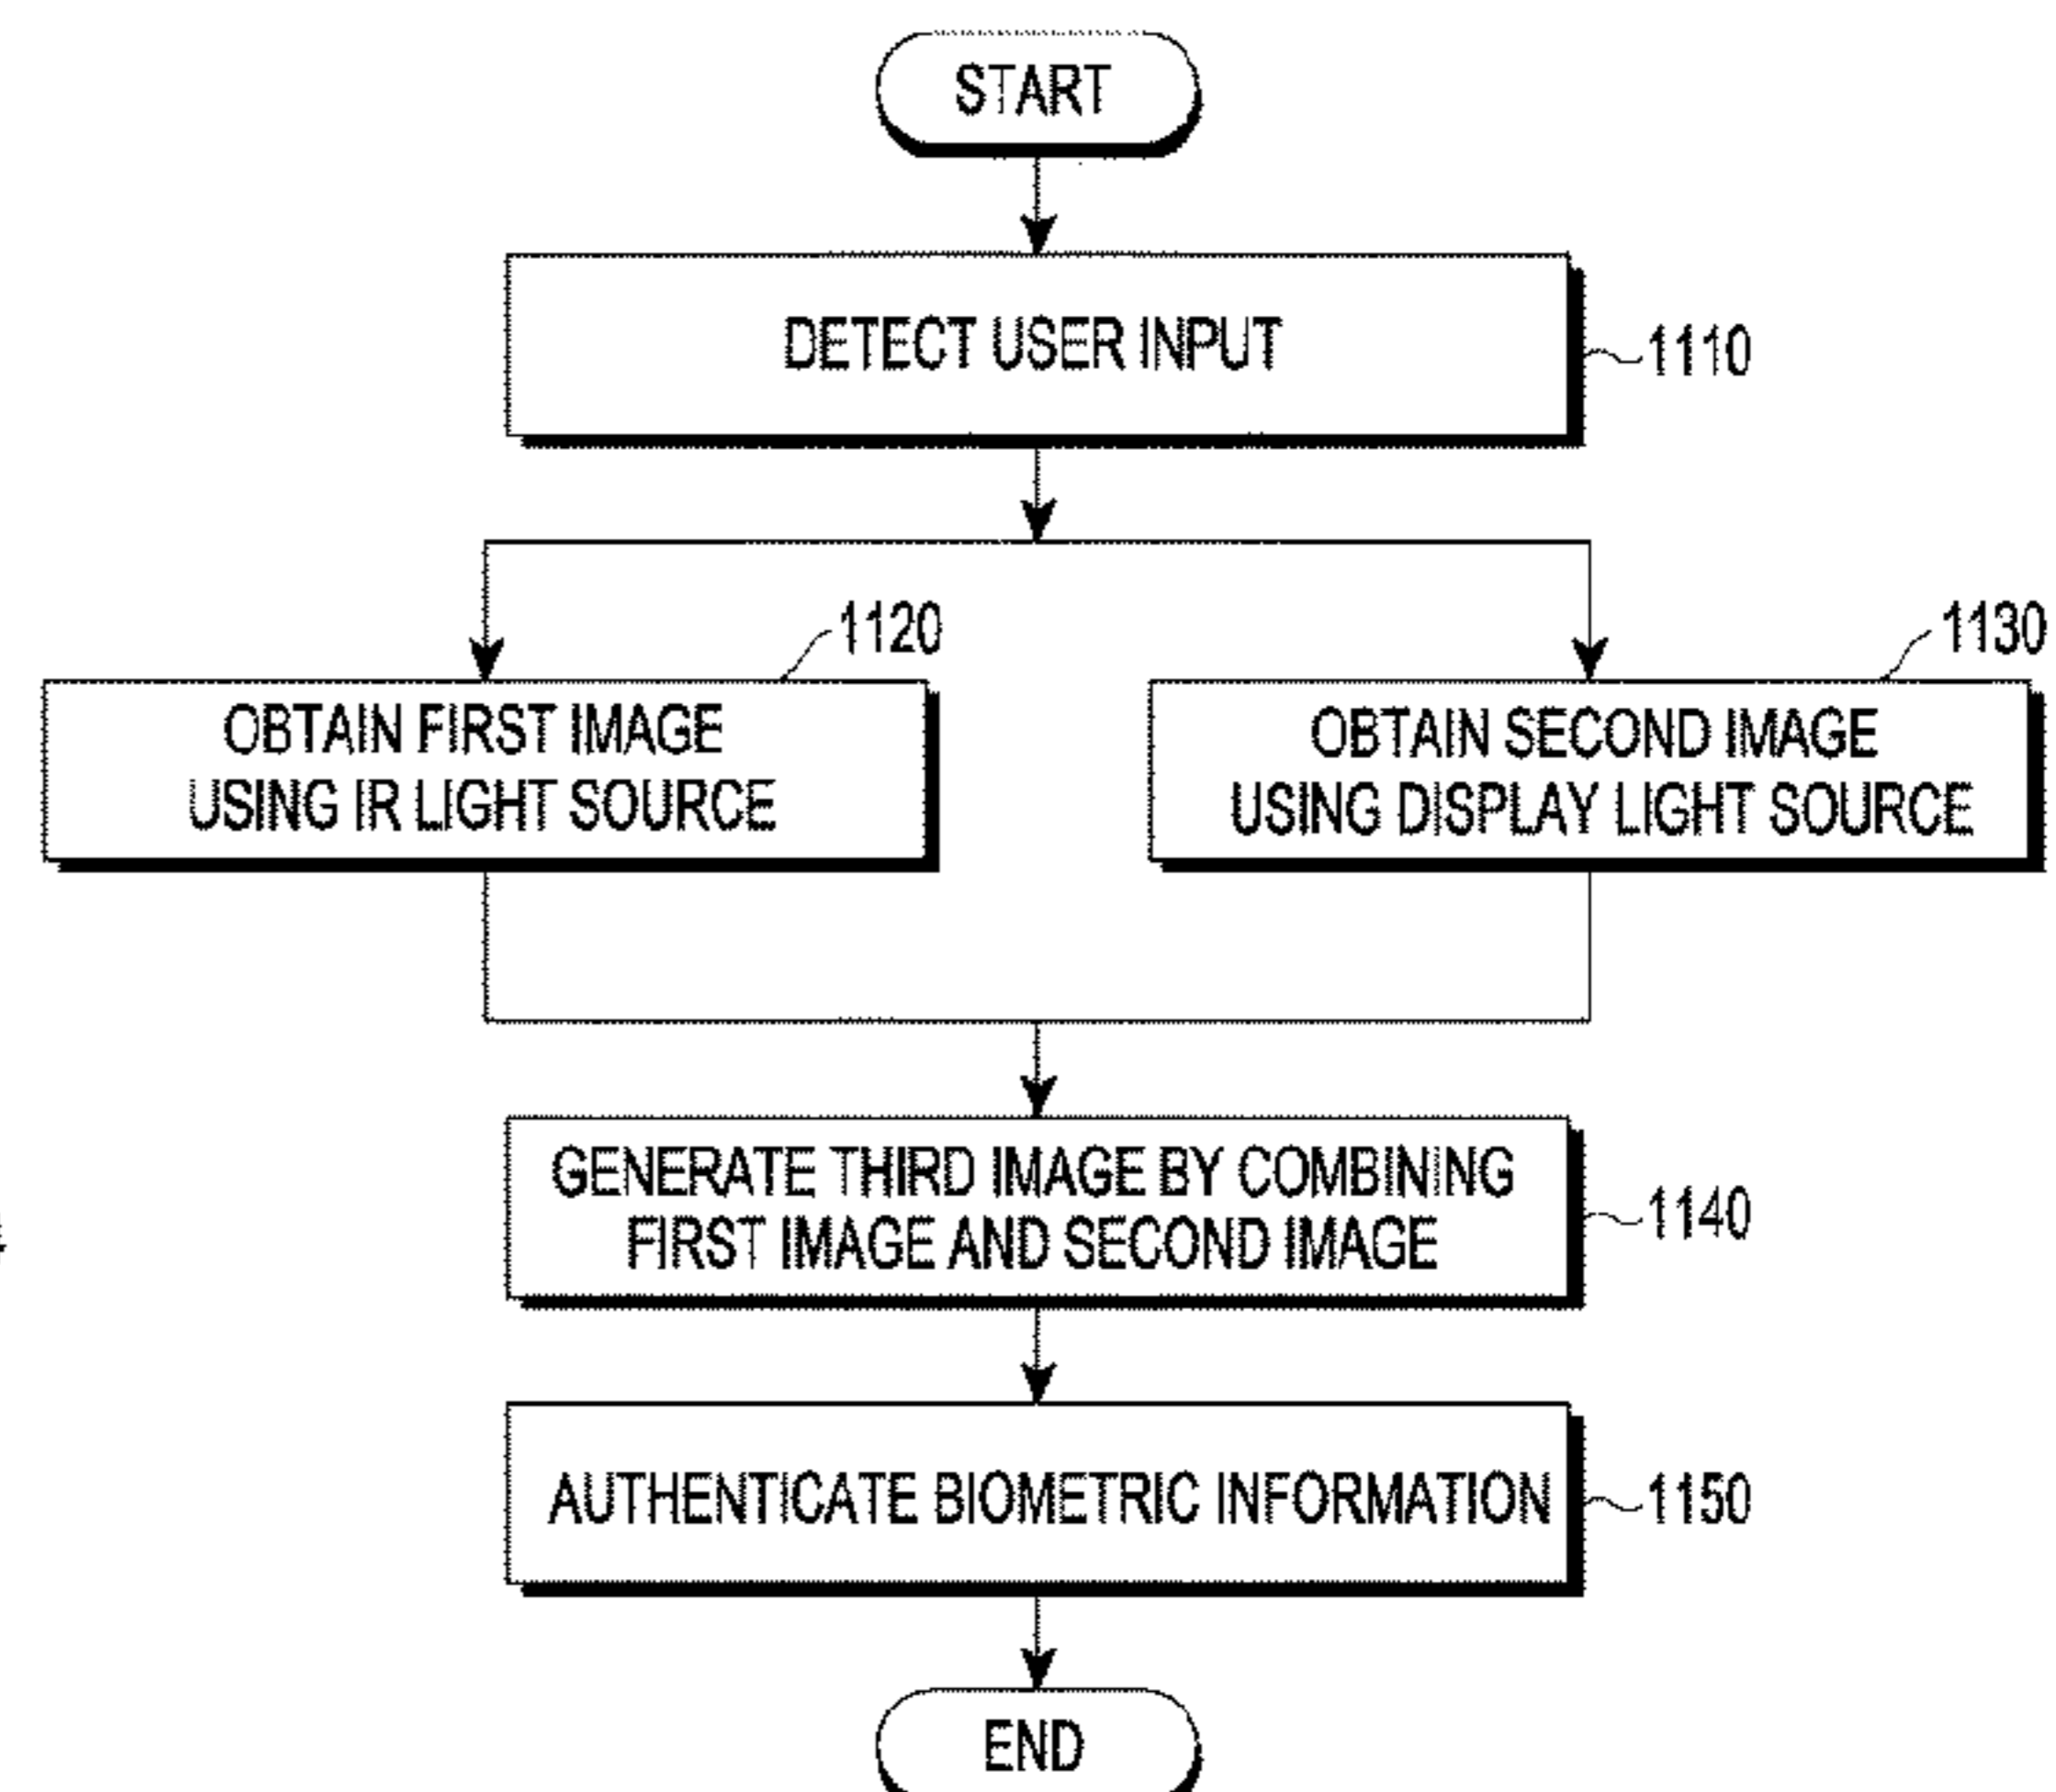 START
DETECT USER INPUT
1110
1120
1130
OBTAIN FIRST IMAGE
USING IR LIGHT SOURCE
OBTAIN SECOND IMAGE
USING DISPLAY LIGHT SOURCE
GENERATE THIRD IMAGE BY COMBINING
FIRST IMAGE AND SECOND IMAGE
1140
AUTHENTICATE BIOMETRIC INFORMATION
1150
END